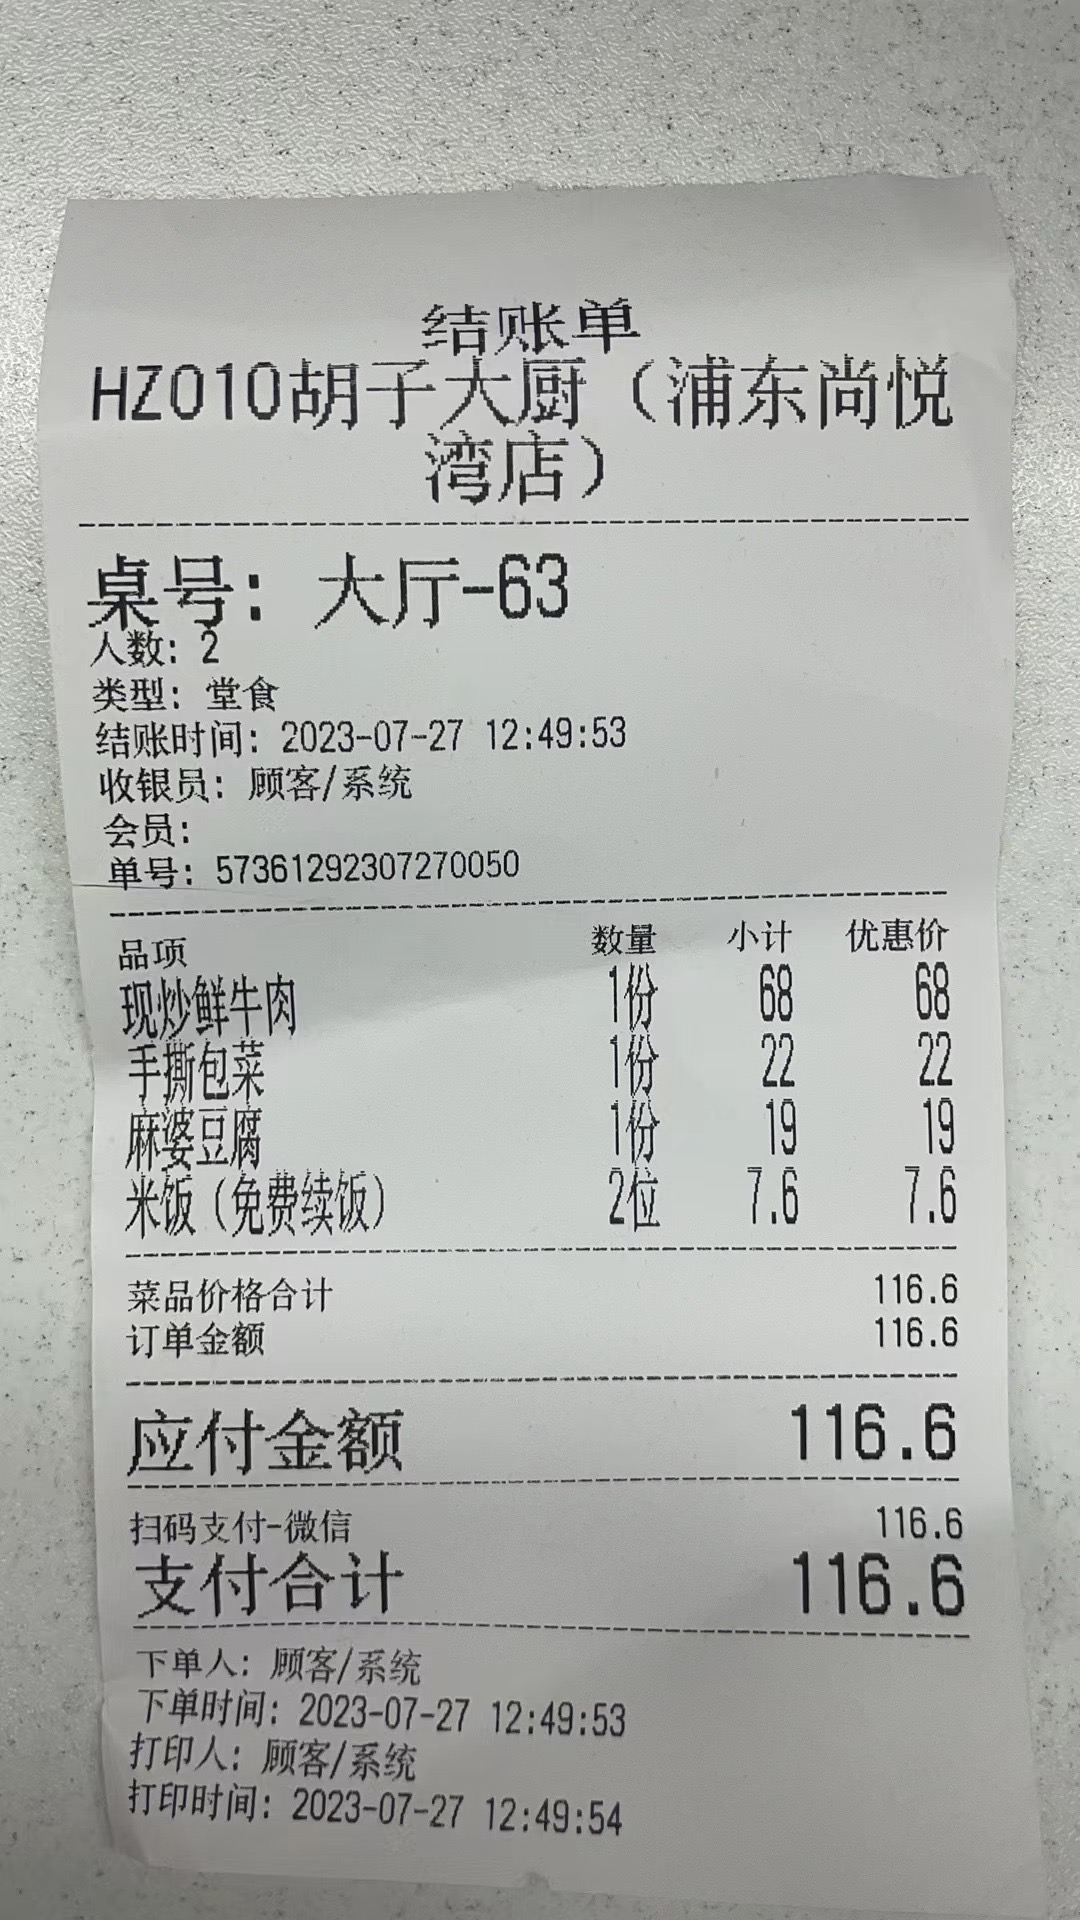 结账单
HZ010胡子大厨（浦东尚悦
湾店）
桌号：大厅-63
人数：2
类型：堂食
结账时间：2023-07-27 12:49:53
收银员：顾客/系统
会员：
单号：57361292307270050
品项 数量 小计 优惠价
现炒鲜牛肉 1份 68 68
手撕包菜 1份 22 22
麻婆豆腐 1份 19 19
米饭（免费续饭） 2位 7.6 7.6
菜品价格合计 116.6
订单金额 116.6
应付金额 116.6
扫码支付-微信 116.6
支付合计 116.6
下单人：顾客/系统
下单时间：2023-07-27 12:49:53
打印人：顾客/系统
打印时间：2023-07-27 12:49:54